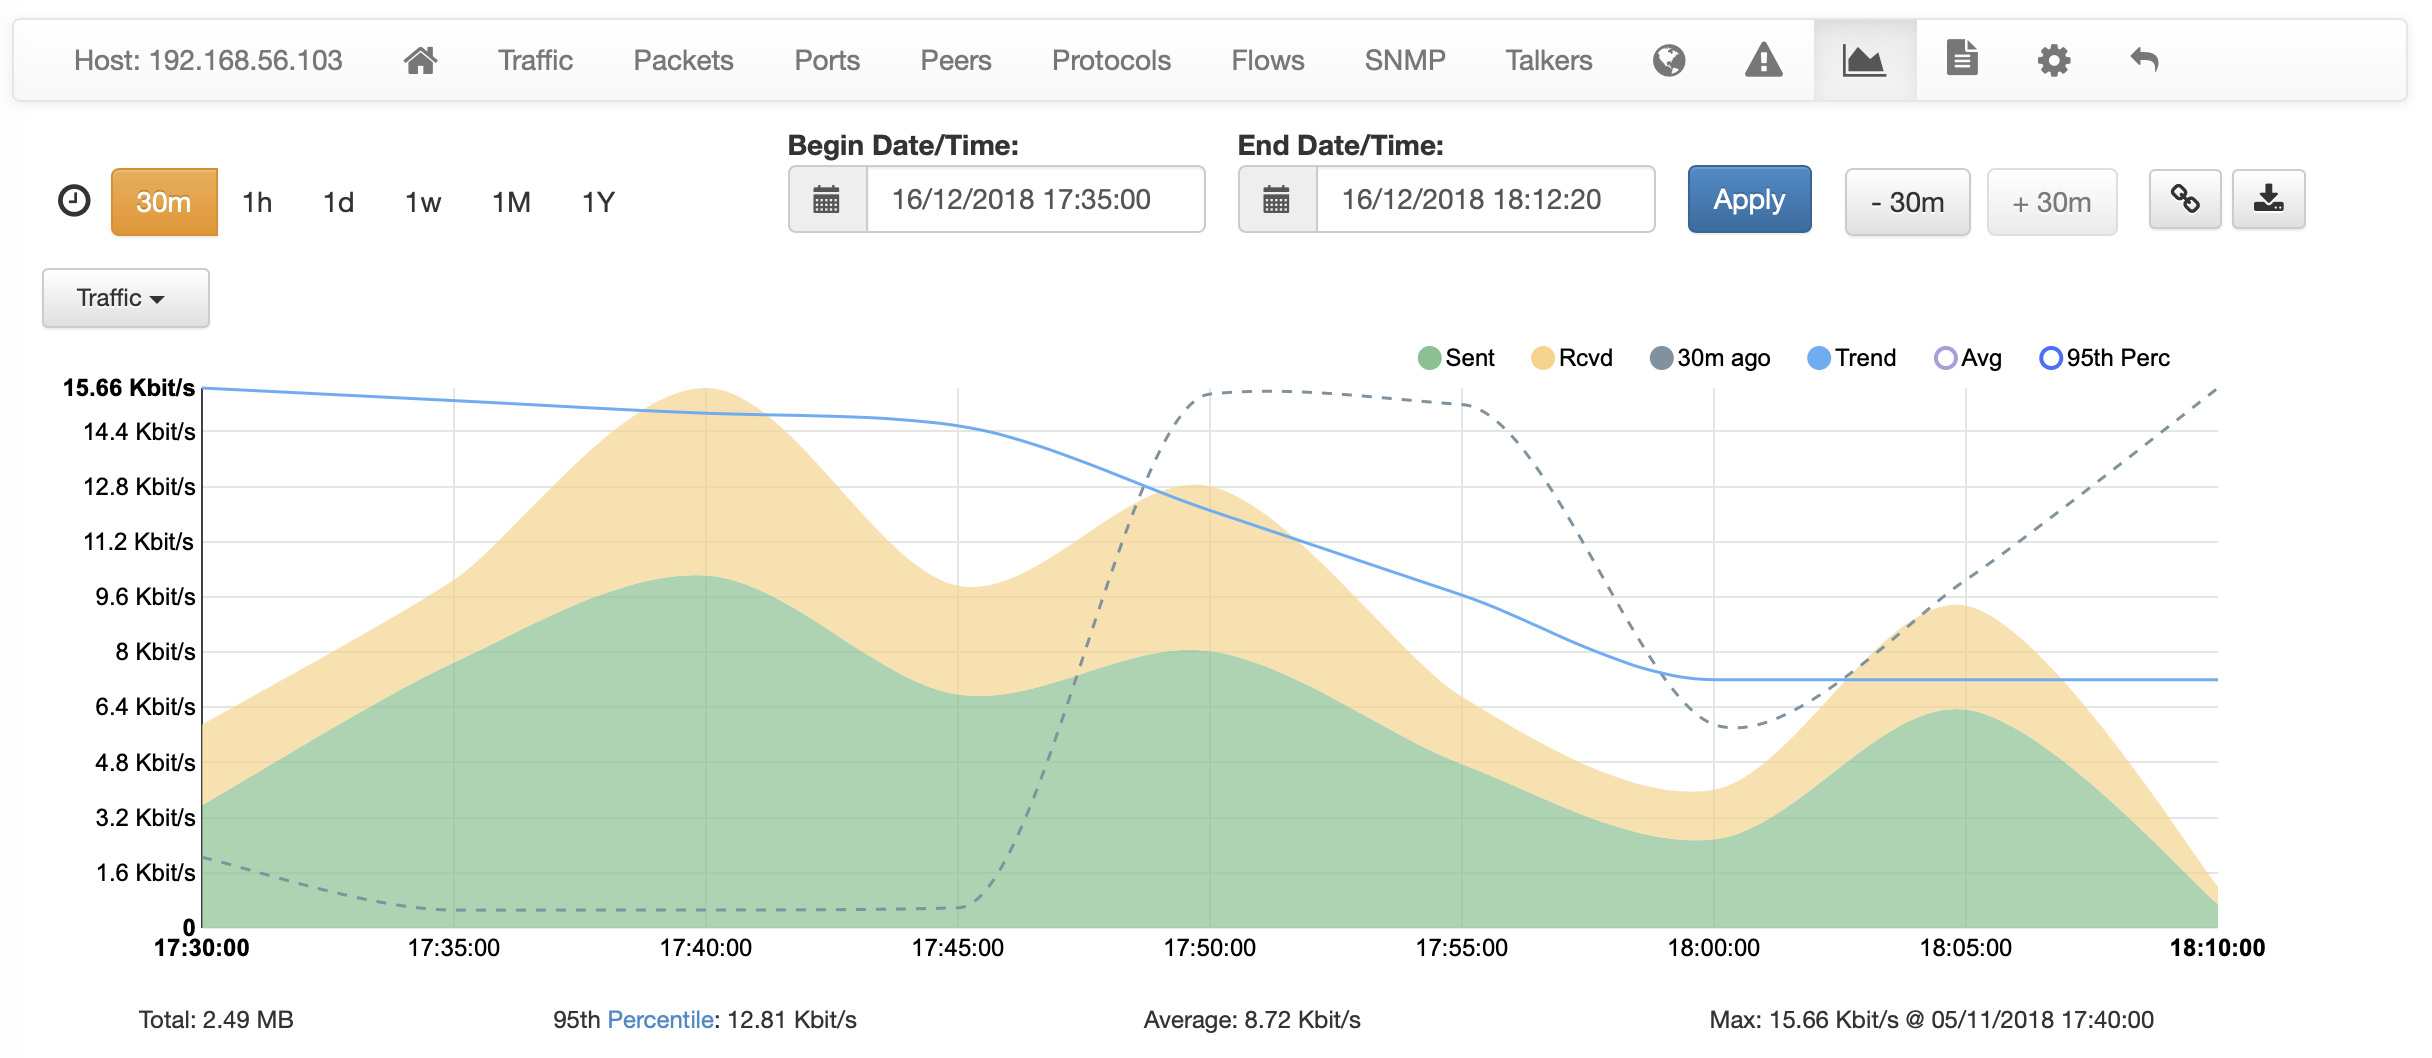 Host: 192.168.56.103 Traffic Packets Ports Peers Protocols Flows SNMP Talkers
Begin Date/Time: End Date/Time:
30m 1h 1d 1w 1M 1Y 16/12/2018 17:35:00 16/12/2018 18:12:20 Apply - 30m + 30m
Traffic
Sent Rcvd 30m ago Trend Avg 95th Perc
15.66 Kbit/s
14.4 Kbit/s
12.8 Kbit/s
11.2 Kbit/s
9.6 Kbit/s
8 Kbit/s
6.4 Kbit/s
4.8 Kbit/s
3.2 Kbit/s
1.6 Kbit/s
0
17:30:00 17:35:00 17:40:00 17:45:00 17:50:00 17:55:00 18:00:00 18:05:00 18:10:00
Total: 2.49 MB 95th Percentile: 12.81 Kbit/s Average: 8.72 Kbit/s Max: 15.66 Kbit/s @ 05/11/2018 17:40:00